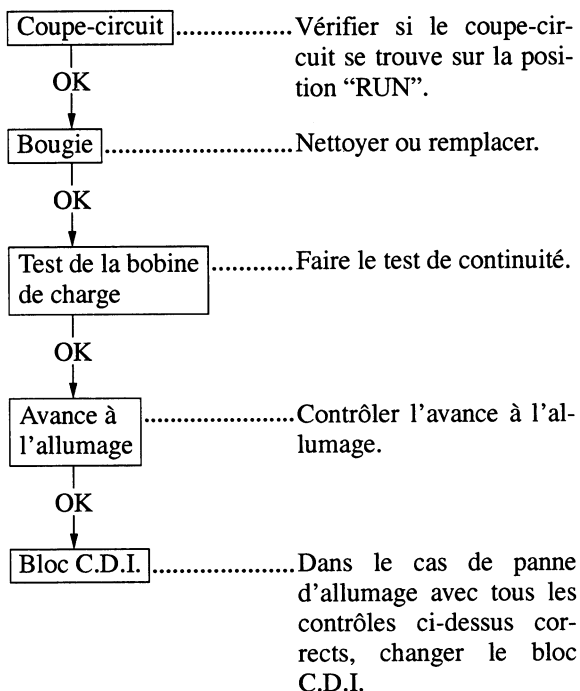 Coupe-circuit ................. Vérifier si le coupe-cir-
cuit se trouve sur la posi-
tion “RUN”.
OK
Bougie ........................... Nettoyer ou remplacer.
OK
Test de la bobine ............ Faire le test de continuité.
de charge
OK
Avance à ..................... Contrôler l’avance à l’al-
l’allumage lumage.
OK
Bloc C.D.I. .................... Dans le cas de panne
d’allumage avec tous les
contrôles ci-dessus cor-
rects, changer le bloc
C.D.I.